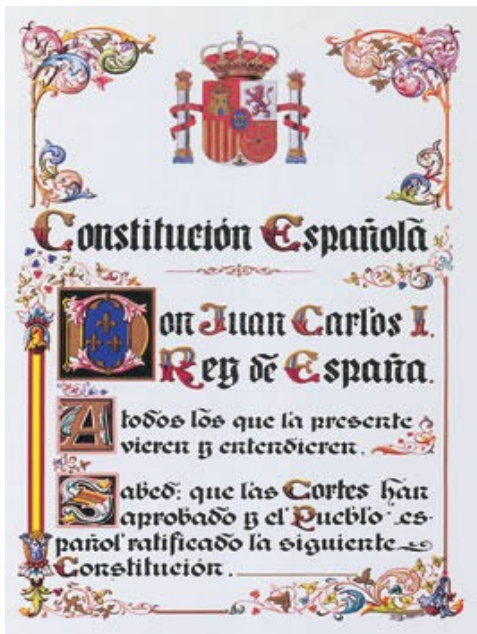 Constitución Española
Don Juan Carlos I.
Rey de España.
A todos los que la presente
vieren y entendieren.
Sabed: que las Cortes han
aprobado y el Pueblo es-
pañol ratificado la siguiente
Constitución.